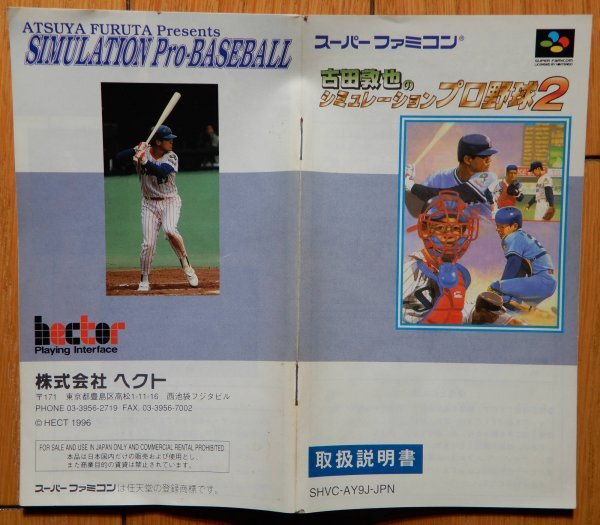 ATSUYA FURUTA Presents
SIMULATION Pro-BASEBALL
hector
Playing Interface
株式会社 ヘクト
〒171 東京都豊島区高松1-11-16 西池袋フジタビル
PHONE 03-3956-2719 FAX. 03-3956-7002
© HECT 1996
FOR SALE AND USE IN JAPAN ONLY AND COMMERCIAL RENTAL PROHIBITED.
本品は日本国内だけの販売および使用とし、
また商業目的の賃貸は禁止されています。
スーパーファミコンは任天堂の登録商標です。
スーパーファミコン®
SUPER FAMICOM
LICENSED BY NINTENDO
古田敦也の
シミュレーションプロ野球2
取扱説明書
SHVC-AY9J-JPN